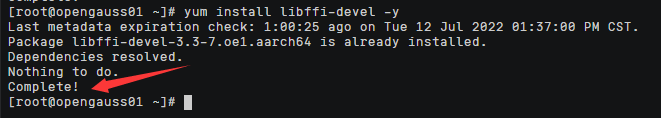 [root@opengauss01 ~]# yum install libffi-devel -y
Last metadata expiration check: 1:00:25 ago on Tue 12 Jul 2022 01:37:00 PM CST.
Package libffi-devel-3.3-7.oe1.aarch64 is already installed.
Dependencies resolved.
Nothing to do.
Complete!
[root@opengauss01 ~]#